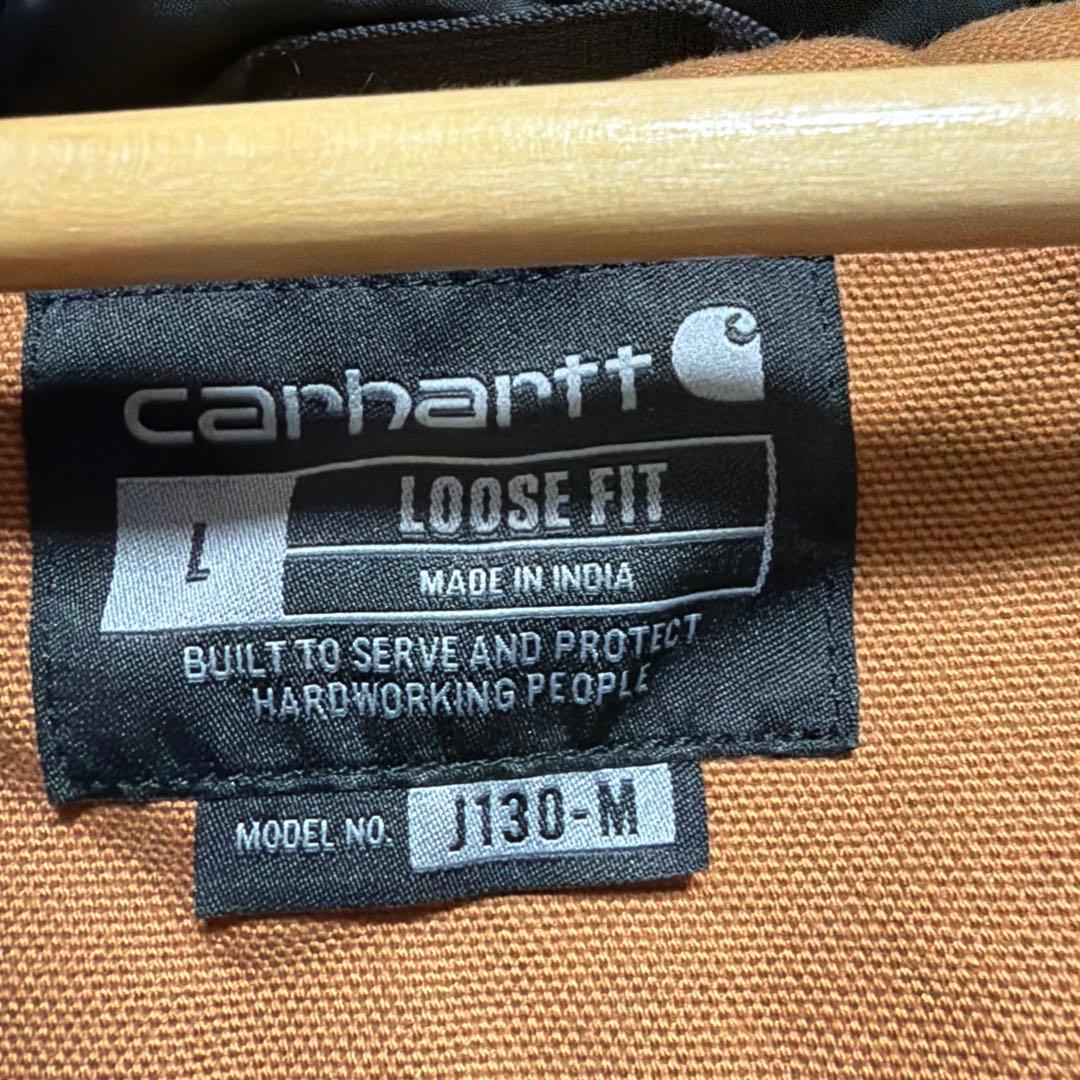 carhartt
L
LOOSE FIT
MADE IN INDIA
BUILT TO SERVE AND PROTECT
HARDWORKING PEOPLE
MODEL NO. J130-M